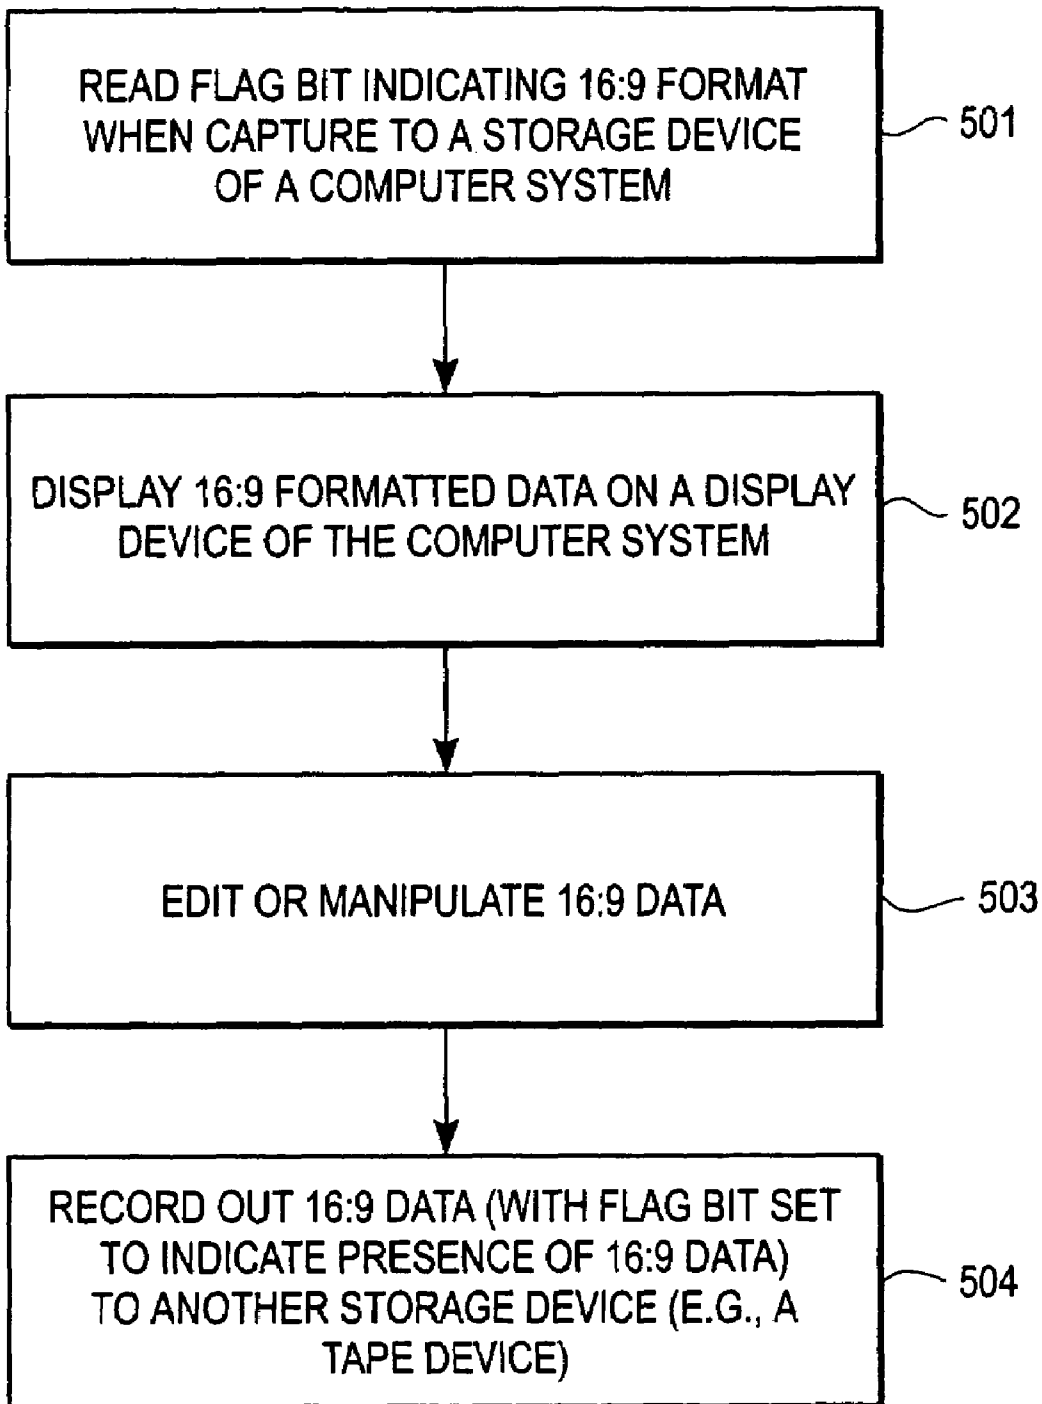 READ FLAG BIT INDICATING 16:9 FORMAT
WHEN CAPTURE TO A STORAGE DEVICE
OF A COMPUTER SYSTEM
501
DISPLAY 16:9 FORMATTED DATA ON A DISPLAY
DEVICE OF THE COMPUTER SYSTEM
502
EDIT OR MANIPULATE 16:9 DATA
503
RECORD OUT 16:9 DATA (WITH FLAG BIT SET
TO INDICATE PRESENCE OF 16:9 DATA)
TO ANOTHER STORAGE DEVICE (E.G., A
TAPE DEVICE)
504